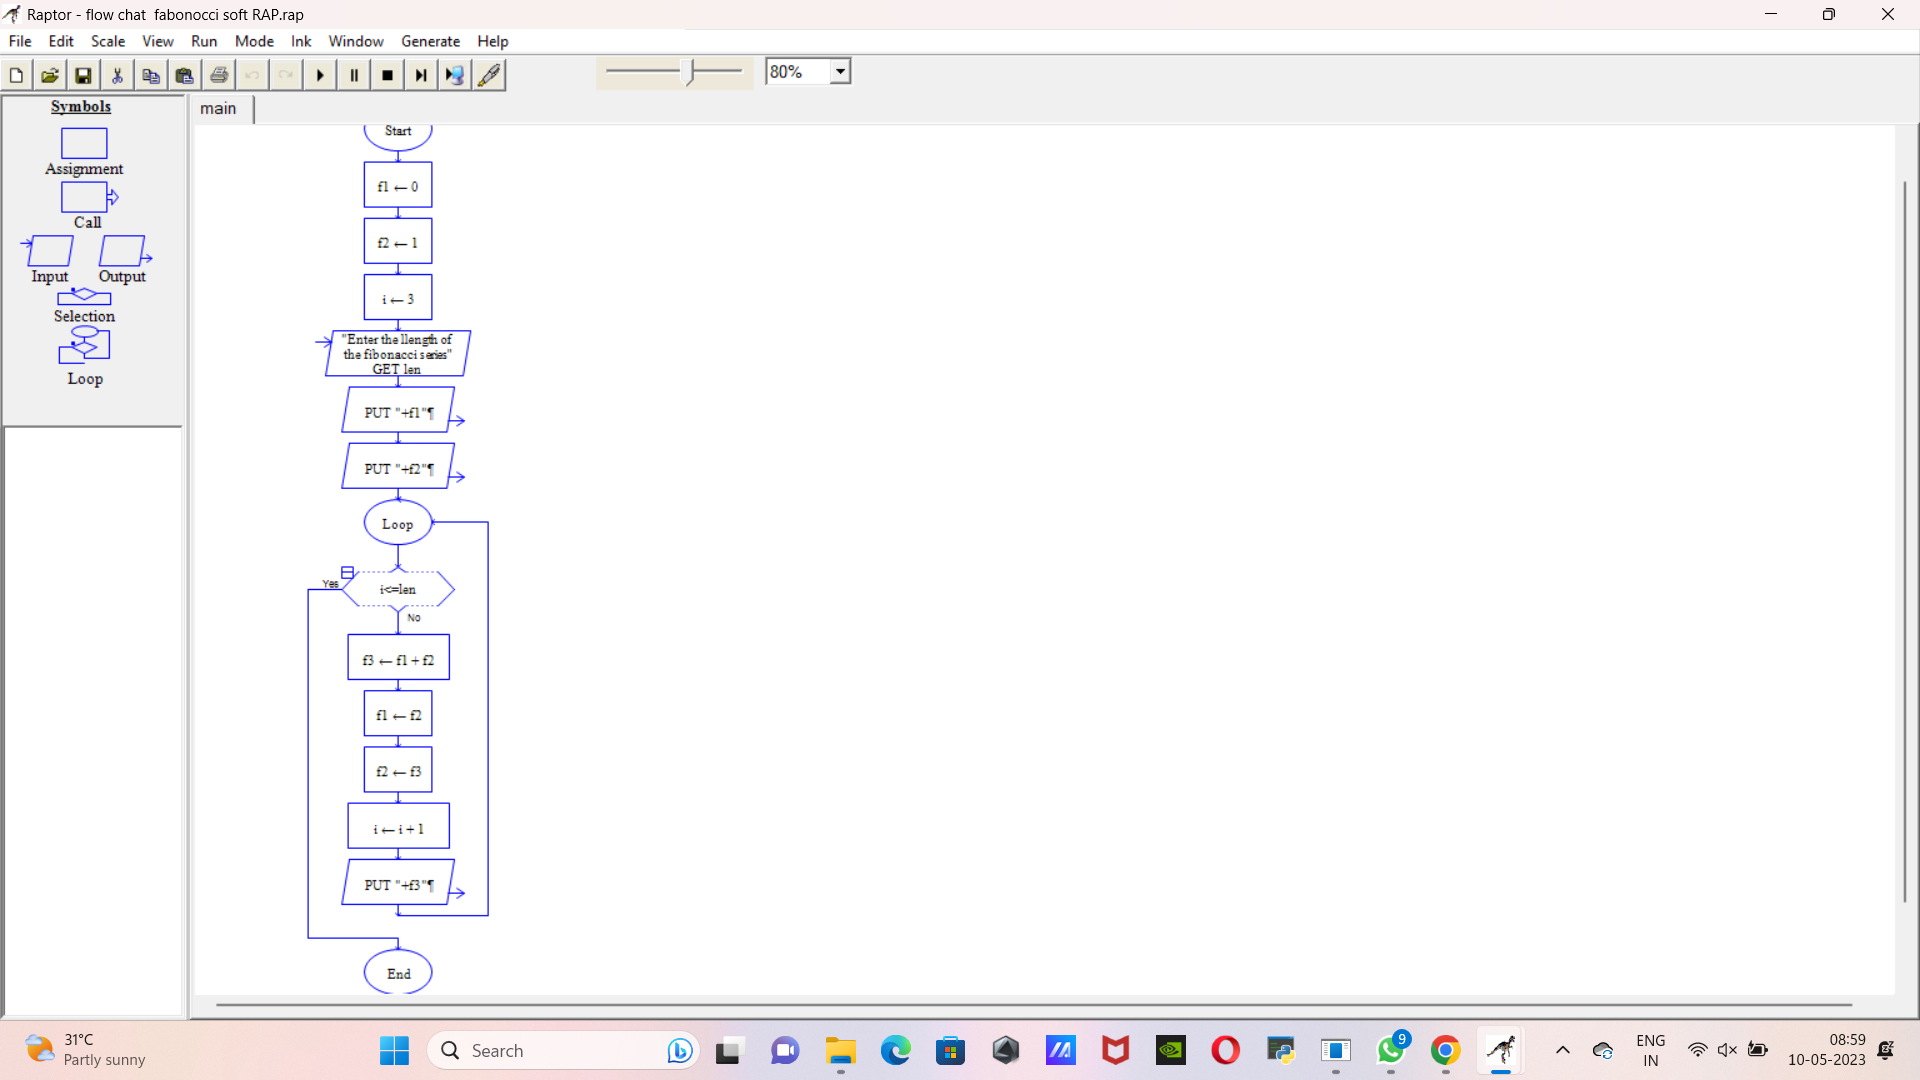 Raptor - flow chat  fabonocci soft RAP.rap
File Edit Scale View Run Mode Ink Window Generate Help
80%
Symbols
Assignment
Call
Input Output
Selection
Loop
main
Start
f1 ← 0
f2 ← 1
i ← 3
"Enter the llength of
the fibonacci series"
GET len
PUT "+f1"¶
PUT "+f2"¶
Loop
Yes
i<=len
No
f3 ← f1 + f2
f1 ← f2
f2 ← f3
i ← i + 1
PUT "+f3"¶
End
31°C
Partly sunny
Search
9
ENG
IN
08:59
10-05-2023